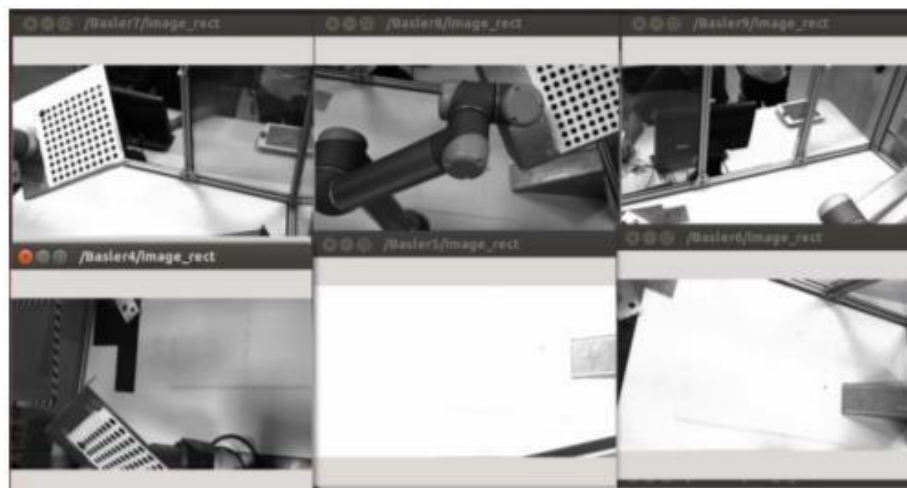 /Basler7/image_rect
/Basler8/image_rect
/Basler9/image_rect
/Basler4/image_rect
/Basler5/image_rect
/Basler6/image_rect